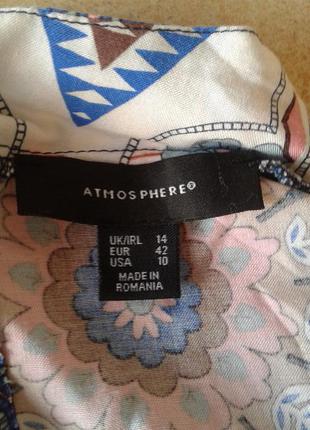 ATMOSPHERE®
UK/IRL 14
EUR 42
USA 10
MADE IN
ROMANIA